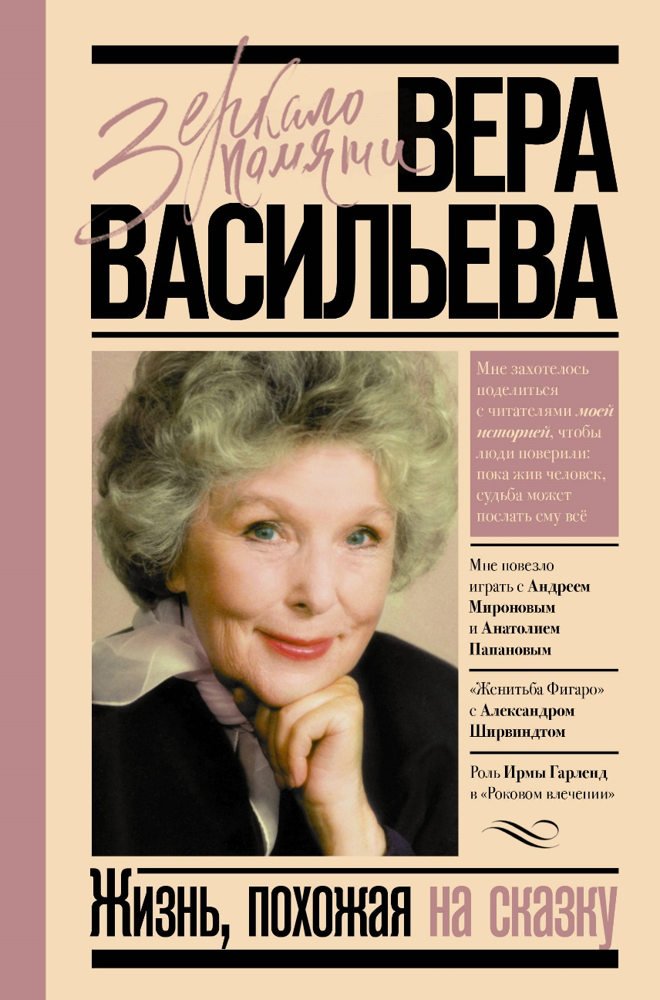 Зеркало
памяти
ВЕРА
ВАСИЛЬЕВА
Мне захотелось
поделиться
с читателями моей
историей, чтобы
люди поверили:
пока жив человек,
судьба может
послать ему всё
Мне повезло
играть с Андреем
Мироновым
и Анатолием
Папановым
«Женитьба Фигаро»
с Александром
Ширвиндтом
Роль Ирмы Гарленд
в «Роковом влечении»
Жизнь, похожая на сказку